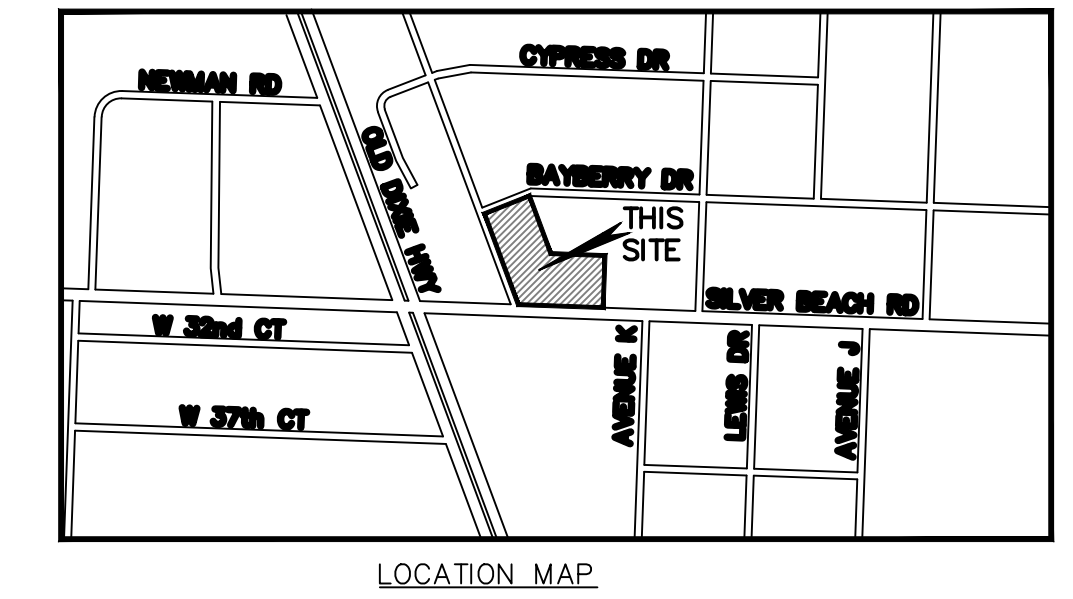 CYPRESS DR
NEWMAN RD
OLD DIXIE HWY
BAYBERRY DR
THIS
SITE
SILVER BEACH RD
W 32nd CT
AVENUE K
LEWIS DR
AVENUE J
W 37th CT
LOCATION MAP